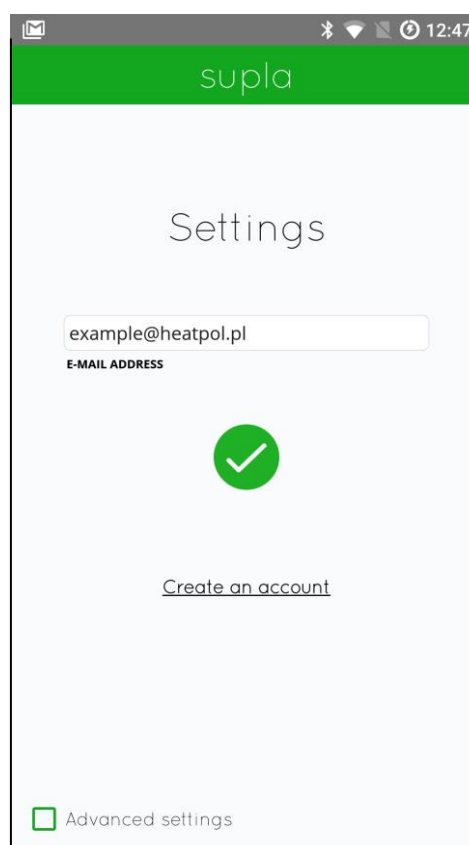 12:47
supla
Settings
example@heatpol.pl
E-MAIL ADDRESS
Create an account
Advanced settings